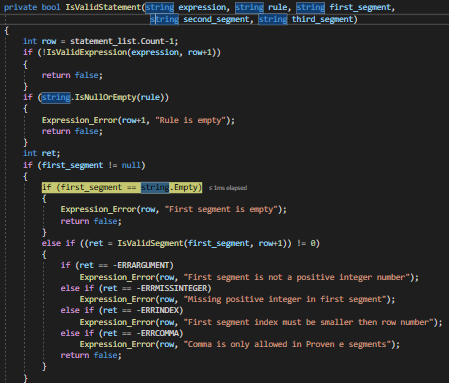 private bool IsValidStatement(string expression, string rule, string first_segment,
string second_segment, string third_segment)
{
int row = statement_list.Count-1;
if (!IsValidExpression(expression, row+1))
{
return false;
}
if (string.IsNullOrEmpty(rule))
{
Expression_Error(row+1, "Rule is empty");
return false;
}
int ret;
if (first_segment != null)
{
if (first_segment == string.Empty) ≤ 1ms elapsed
{
Expression_Error(row, "First segment is empty");
return false;
}
else if ((ret = IsValidSegment(first_segment, row+1)) != 0)
{
if (ret == -ERRARGUMENT)
Expression_Error(row, "First segment is not a positive integer number");
else if (ret == -ERRMISSINTEGER)
Expression_Error(row, "Missing positive integer in first segment");
else if (ret == -ERRINDEX)
Expression_Error(row, "First segment index must be smaller then row number");
else if (ret == -ERRCOMMA)
Expression_Error(row, "Comma is only allowed in Proven e segments");
return false;
}
}